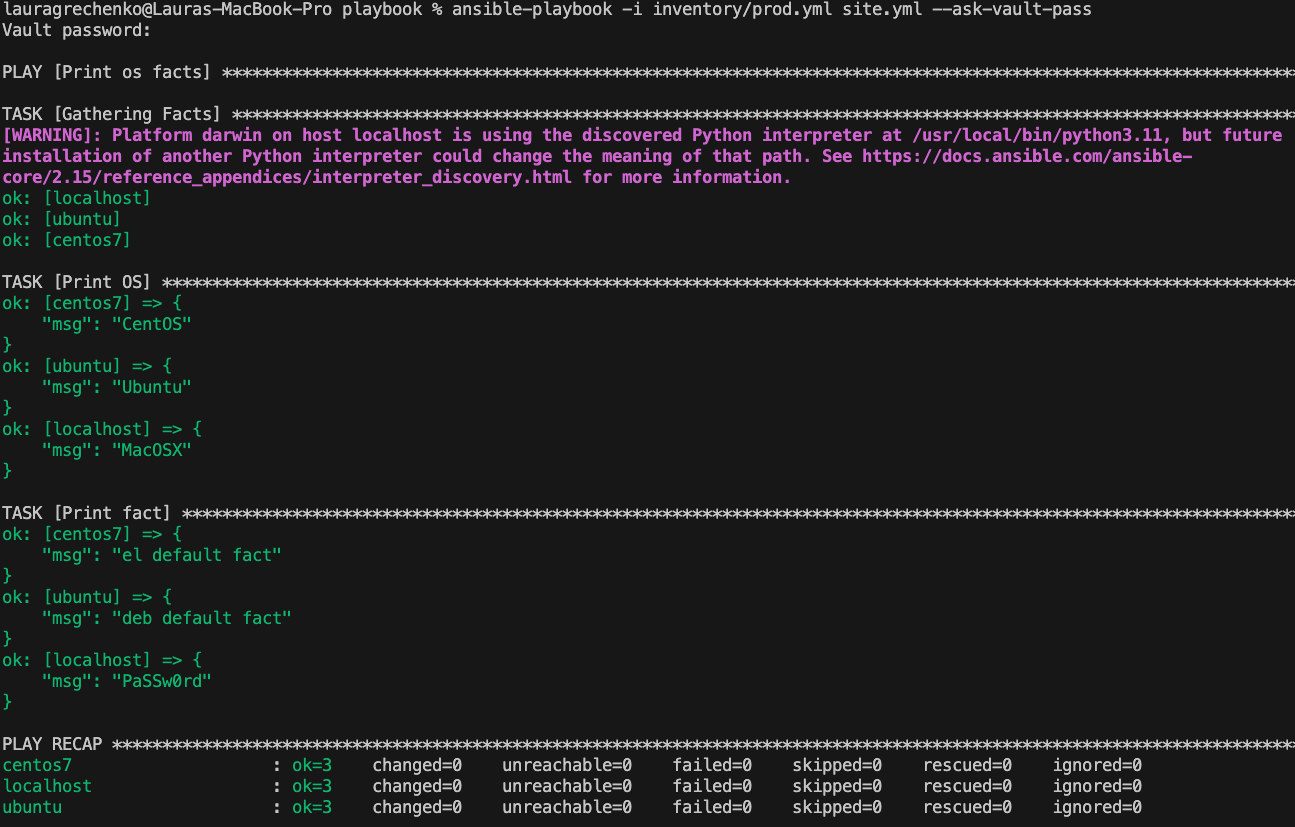 lauragrechenko@Lauras-MacBook-Pro playbook % ansible-playbook -i inventory/prod.yml site.yml --ask-vault-pass
Vault password:
PLAY [Print os facts] ***********************************************************************************************************
TASK [Gathering Facts] **********************************************************************************************************
[WARNING]: Platform darwin on host localhost is using the discovered Python interpreter at /usr/local/bin/python3.11, but future
installation of another Python interpreter could change the meaning of that path. See https://docs.ansible.com/ansible-
core/2.15/reference_appendices/interpreter_discovery.html for more information.
ok: [localhost]
ok: [ubuntu]
ok: [centos7]
TASK [Print OS] *****************************************************************************************************************
ok: [centos7] => {
    "msg": "CentOS"
}
ok: [ubuntu] => {
    "msg": "Ubuntu"
}
ok: [localhost] => {
    "msg": "MacOSX"
}
TASK [Print fact] ***************************************************************************************************************
ok: [centos7] => {
    "msg": "el default fact"
}
ok: [ubuntu] => {
    "msg": "deb default fact"
}
ok: [localhost] => {
    "msg": "PaSSw0rd"
}
PLAY RECAP **********************************************************************************************************************
centos7                    : ok=3    changed=0    unreachable=0    failed=0    skipped=0    rescued=0    ignored=0
localhost                  : ok=3    changed=0    unreachable=0    failed=0    skipped=0    rescued=0    ignored=0
ubuntu                     : ok=3    changed=0    unreachable=0    failed=0    skipped=0    rescued=0    ignored=0